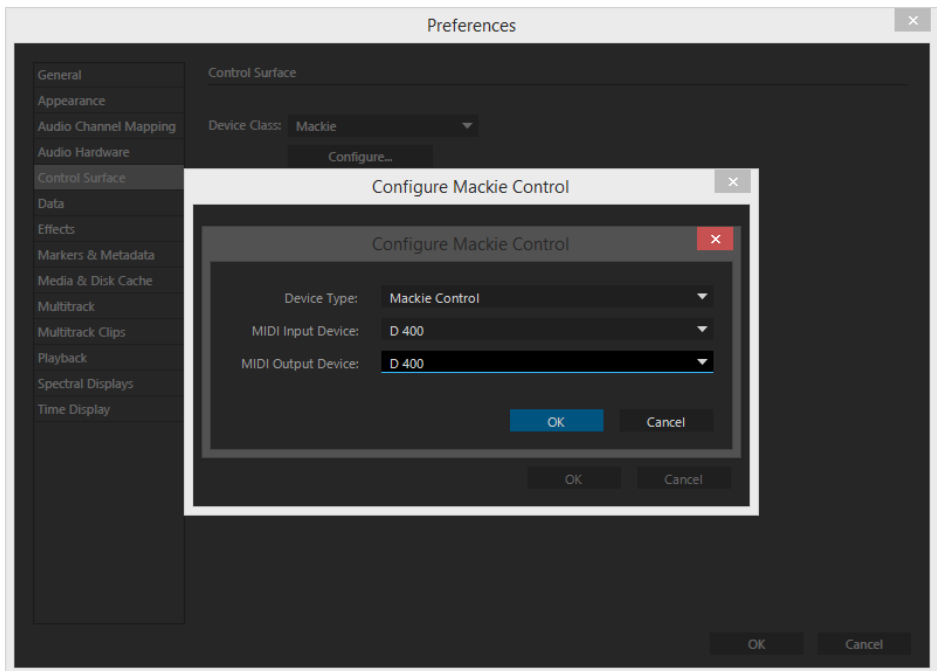 Preferences
General
Appearance
Audio Channel Mapping
Audio Hardware
Control Surface
Data
Effects
Markers & Metadata
Media & Disk Cache
Multitrack
Multitrack Clips
Playback
Spectral Displays
Time Display
Control Surface
Device Class: Mackie
Configure...
Configure Mackie Control
Configure Mackie Control
Device Type: Mackie Control
MIDI Input Device: D 400
MIDI Output Device: D 400
OK Cancel
OK Cancel
OK Cancel